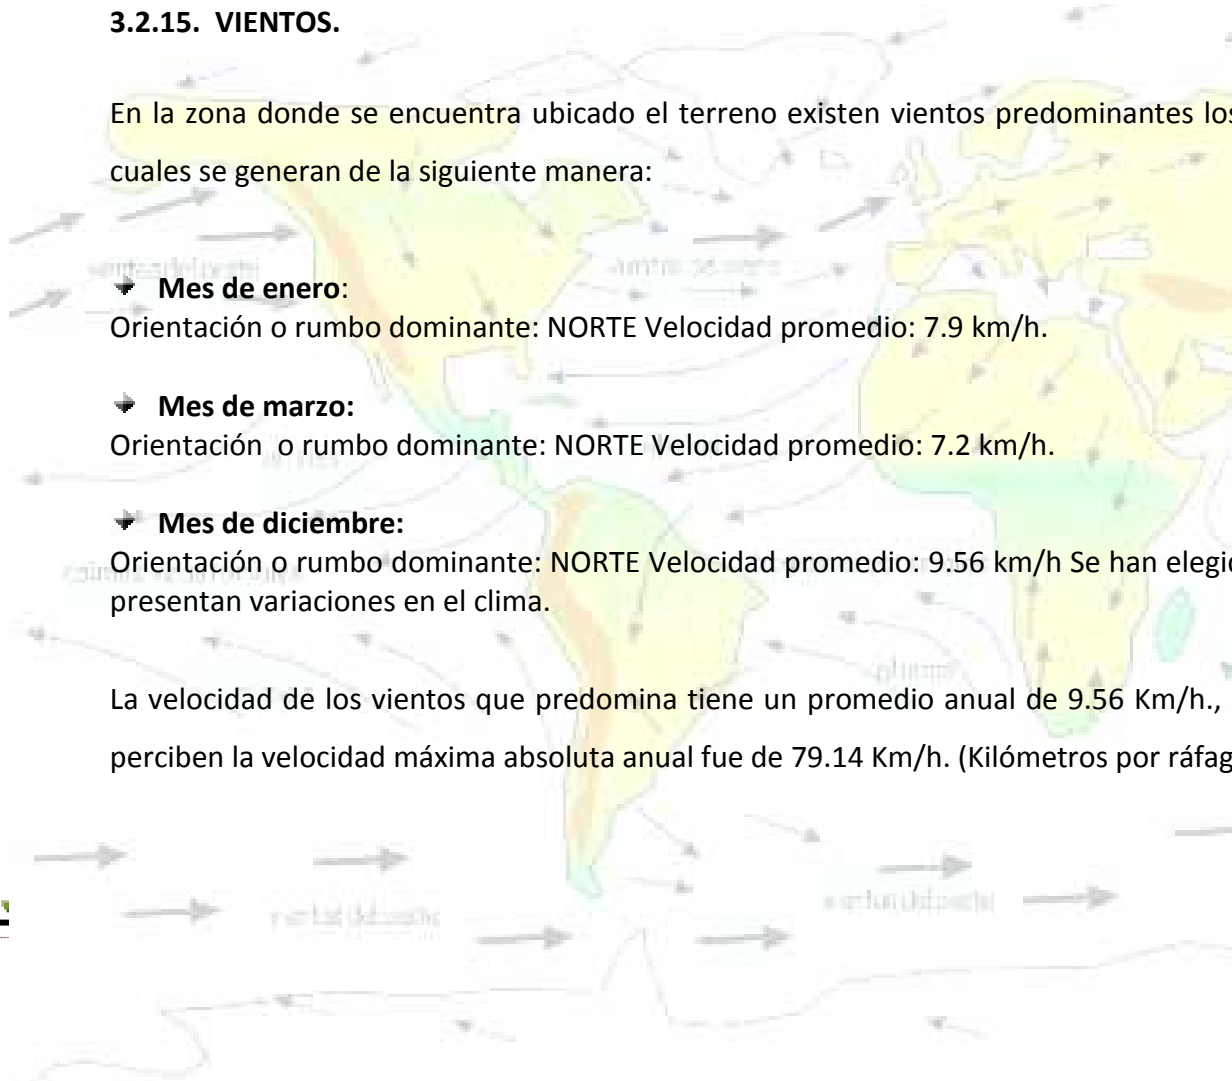 3.2.15. VIENTOS.
En la zona donde se encuentra ubicado el terreno existen vientos predominantes los
cuales se generan de la siguiente manera:
Mes de enero:
Orientación o rumbo dominante: NORTE Velocidad promedio: 7.9 km/h.
Mes de marzo:
Orientación o rumbo dominante: NORTE Velocidad promedio: 7.2 km/h.
Mes de diciembre:
Orientación o rumbo dominante: NORTE Velocidad promedio: 9.56 km/h Se han elegi
presentan variaciones en el clima.
La velocidad de los vientos que predomina tiene un promedio anual de 9.56 Km/h.,
perciben la velocidad máxima absoluta anual fue de 79.14 Km/h. (Kilómetros por ráfag